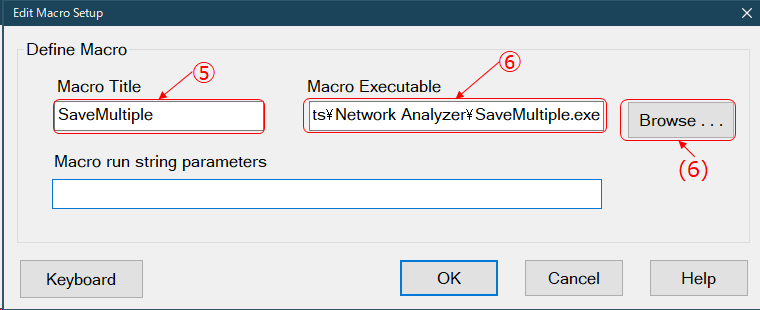 Edit Macro Setup
Define Macro
⑤
⑥
Macro Title
Macro Executable
SaveMultiple
ts¥Network Analyzer¥SaveMultiple.exe
Browse . . .
(6)
Macro run string parameters
Keyboard
OK
Cancel
Help